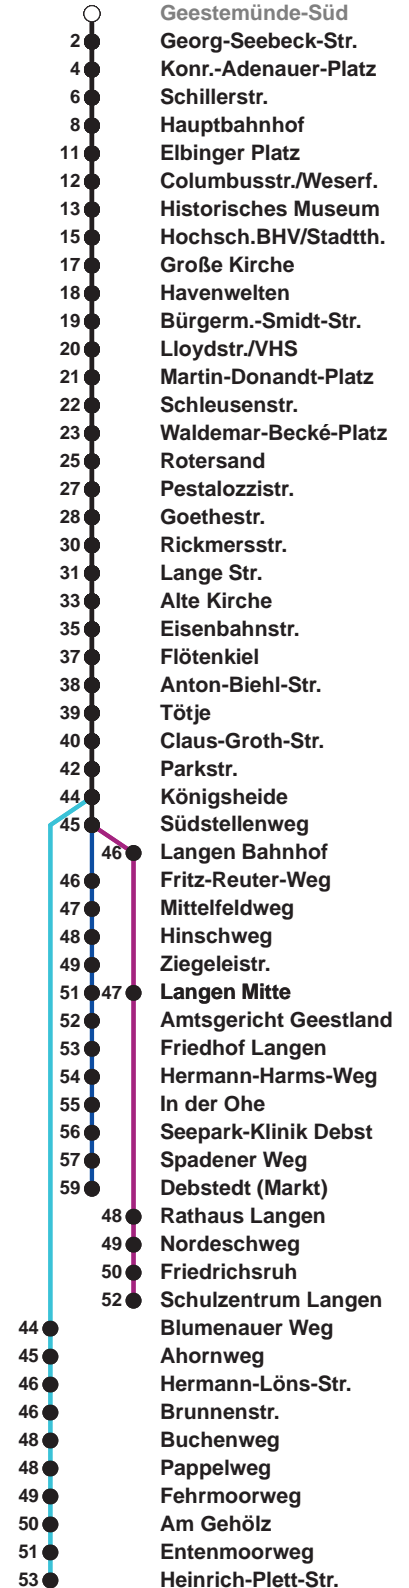 Geestemünde-Süd
2 Georg-Seebeck-Str.
4 Konr.-Adenauer-Platz
6 Schillerstr.
8 Hauptbahnhof
11 Elbinger Platz
12 Columbusstr./Weserf.
13 Historisches Museum
15 Hochsch.BHV/Stadtth.
17 Große Kirche
18 Havenwelten
19 Bürgerm.-Smidt-Str.
20 Lloydstr./VHS
21 Martin-Donandt-Platz
22 Schleusenstr.
23 Waldemar-Becké-Platz
25 Rotersand
27 Pestalozzistr.
28 Goethestr.
30 Rickmersstr.
31 Lange Str.
33 Alte Kirche
35 Eisenbahnstr.
37 Flötenkiel
38 Anton-Biehl-Str.
39 Tötje
40 Claus-Groth-Str.
42 Parkstr.
44 Königsheide
45 Südstellenweg
46 Langen Bahnhof
46 Fritz-Reuter-Weg
47 Mittelfeldweg
48 Hinschweg
49 Ziegeleistr.
51 47 Langen Mitte
52 Amtsgericht Geestland
53 Friedhof Langen
54 Hermann-Harms-Weg
55 In der Ohe
56 Seepark-Klinik Debst
57 Spadener Weg
59 Debstedt (Markt)
48 Rathaus Langen
49 Nordeschweg
50 Friedrichsruh
52 Schulzentrum Langen
44 Blumenauer Weg
45 Ahornweg
46 Hermann-Löns-Str.
46 Brunnenstr.
48 Buchenweg
48 Pappelweg
49 Fehrmoorweg
50 Am Gehölz
51 Entenmoorweg
53 Heinrich-Plett-Str.